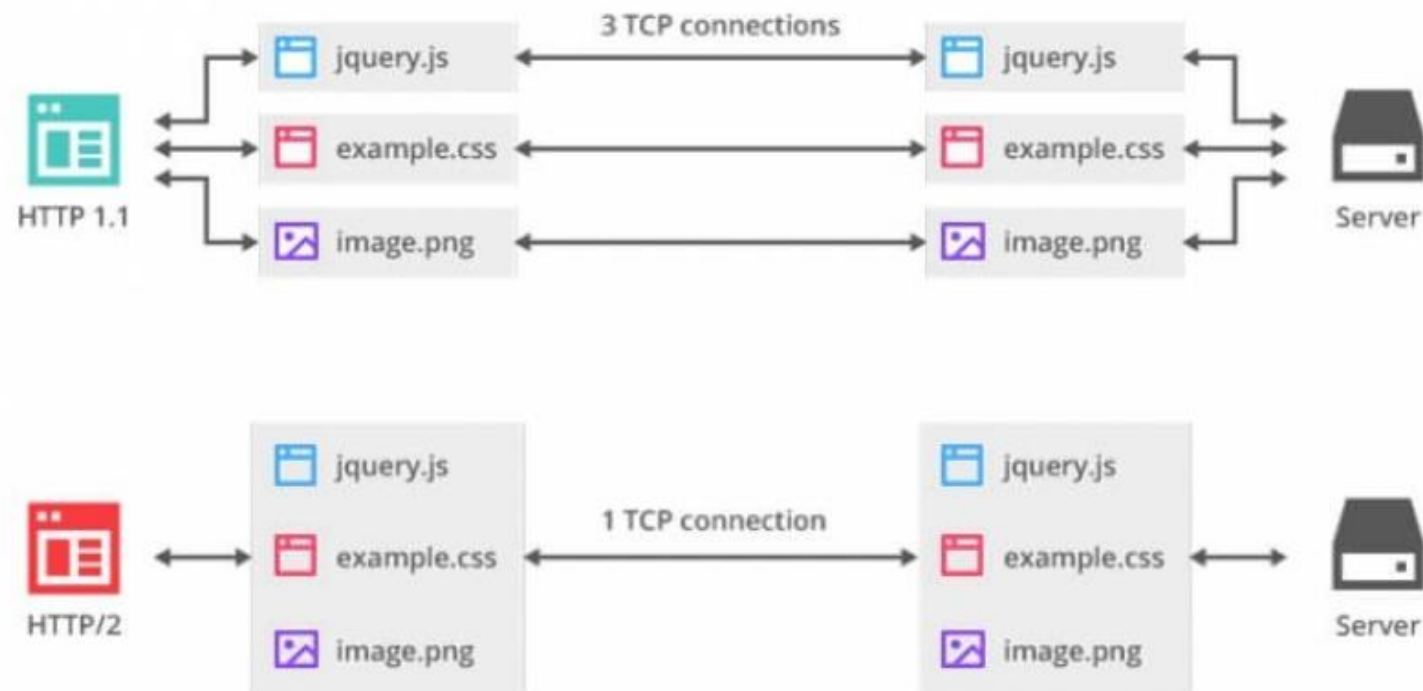 3 TCP connections
jquery.js
jquery.js
example.css
example.css
HTTP 1.1
Server
image.png
image.png
jquery.js
jquery.js
1 TCP connection
example.css
example.css
HTTP/2
Server
image.png
image.png